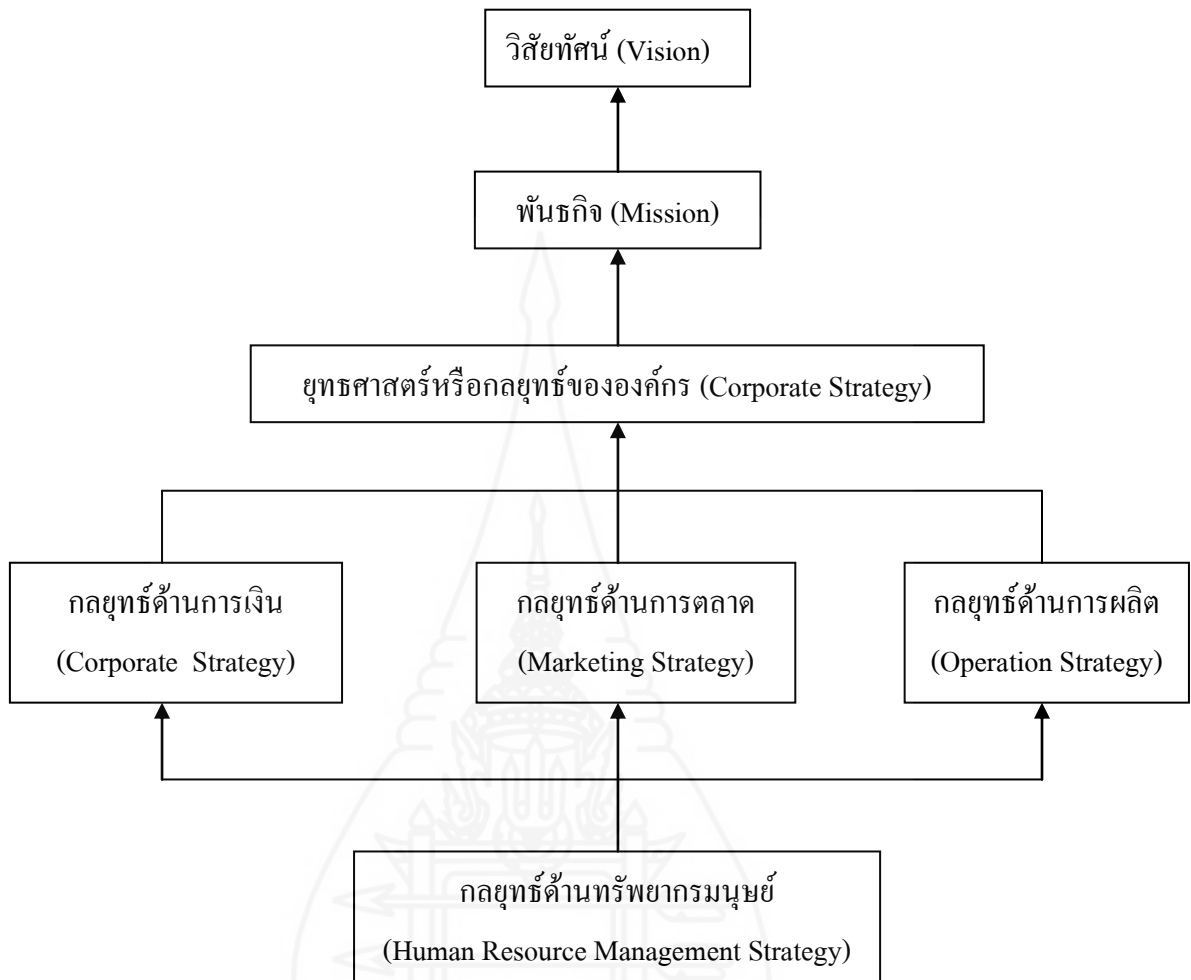 วิสัยทัศน์ (Vision)
พันธกิจ (Mission)
ยุทธศาสตร์หรือกลยุทธ์ขององค์กร (Corporate Strategy)
กลยุทธ์ด้านการเงิน
(Corporate Strategy)
กลยุทธ์ด้านการตลาด
(Marketing Strategy)
กลยุทธ์ด้านการผลิต
(Operation Strategy)
กลยุทธ์ด้านทรัพยากรมนุษย์
(Human Resource Management Strategy)